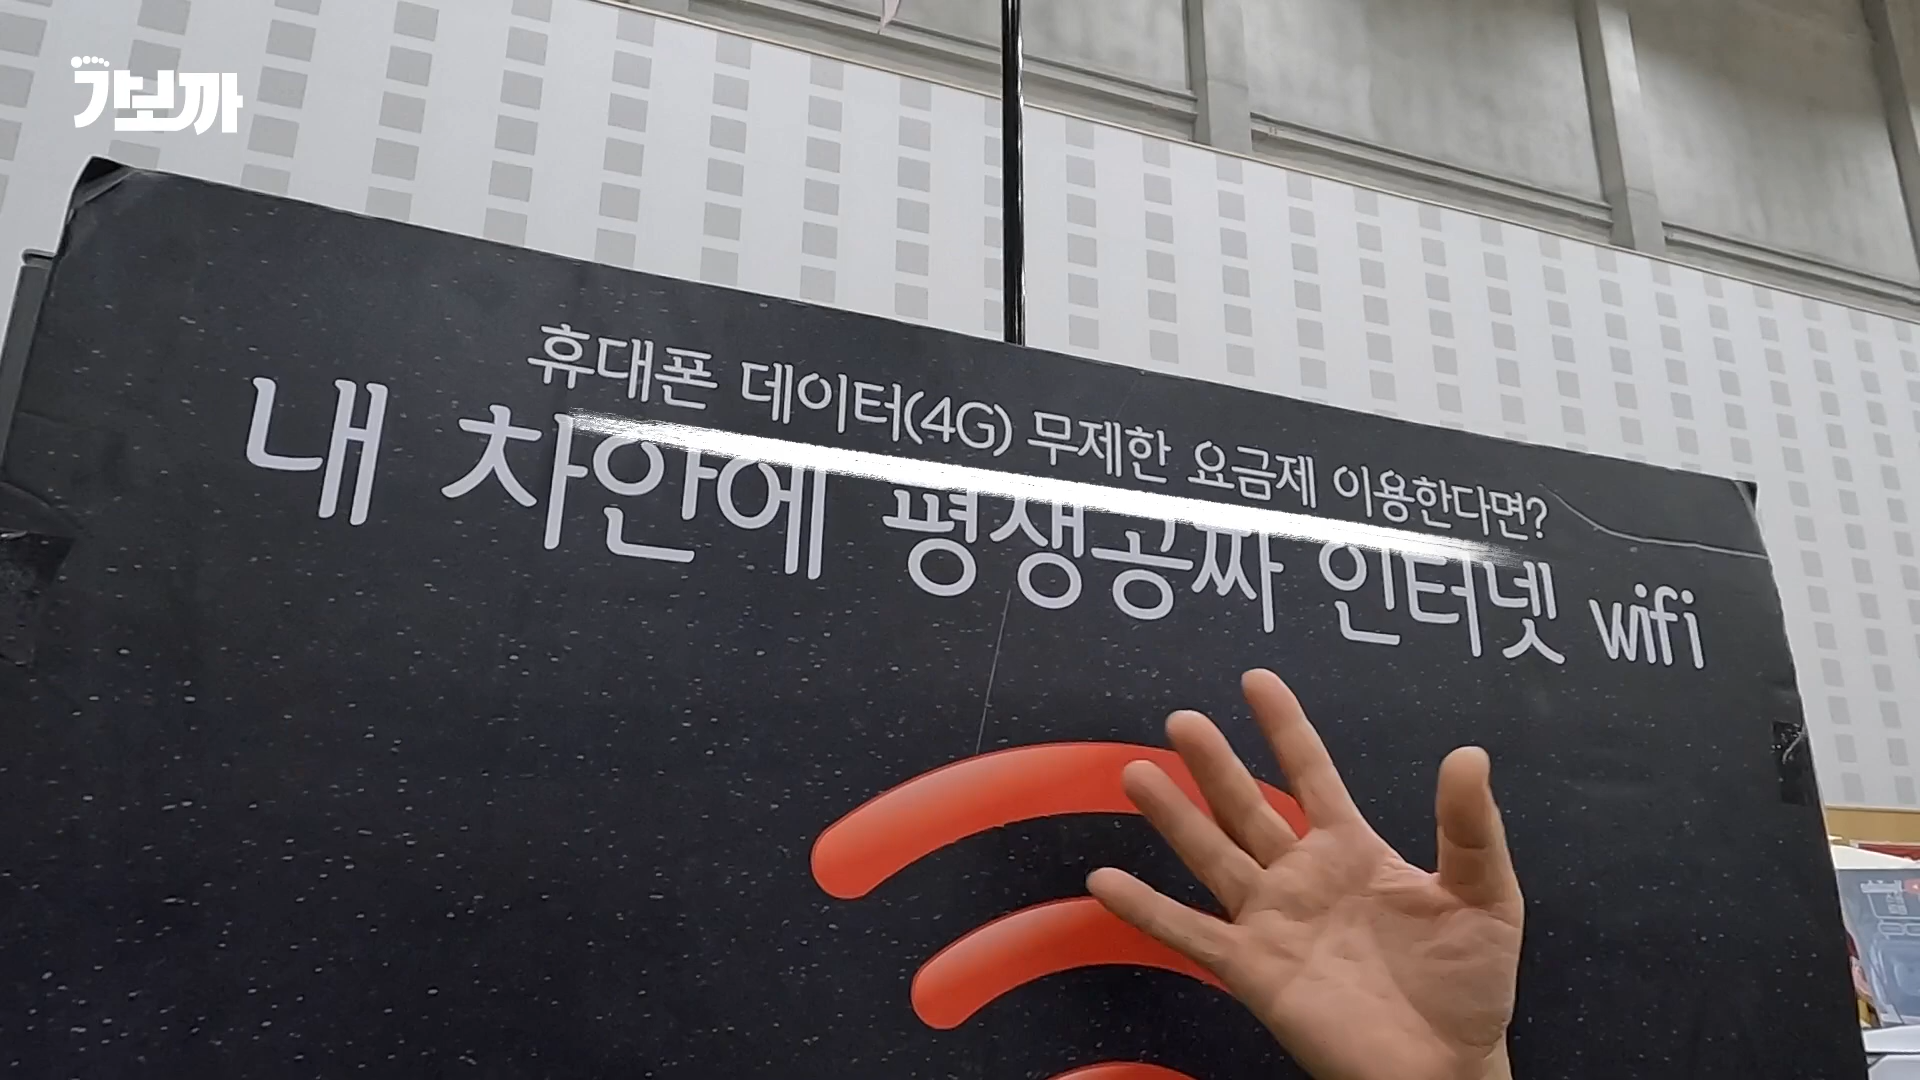 가보까
휴대폰 데이터(4G) 무제한 요금제 이용한다면?
내 차안에 평생공짜 인터넷 wifi